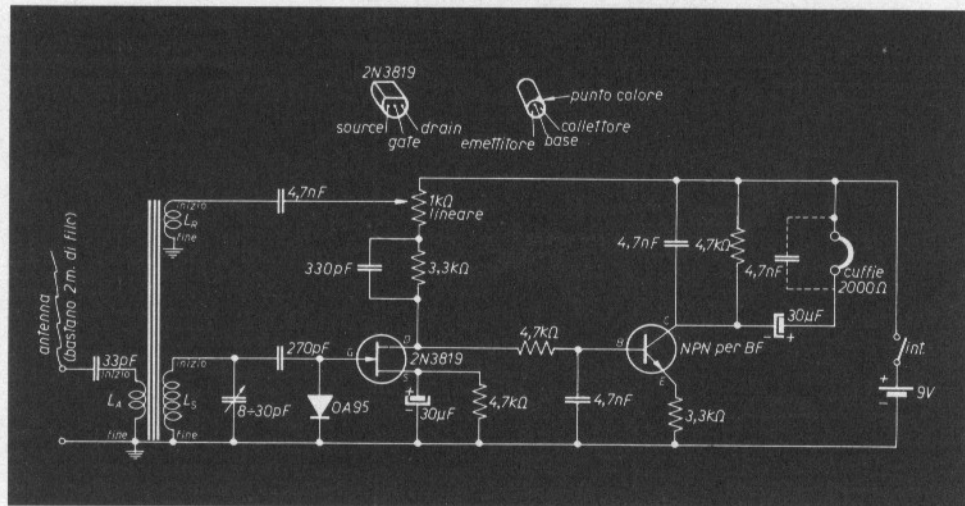 2N3819
source
gate
drain
punto colore
collettore
base
emettitore
4,7nF
1kΩ
lineare
inizio
LR
fine
330pF
3,3kΩ
4,7nF
4,7kΩ
4,7nF
cuffie
2000Ω
antenna
(bastano 2m. di filo)
33pF
inizio
LA
fine
inizio
LS
fine
270pF
8÷30pF
OA95
G
D
S
2N3819
+
-
30µF
4,7kΩ
4,7kΩ
4,7nF
B
C
E
NPN per BF
3,3kΩ
30µF
-
+
int.
+
-
9V